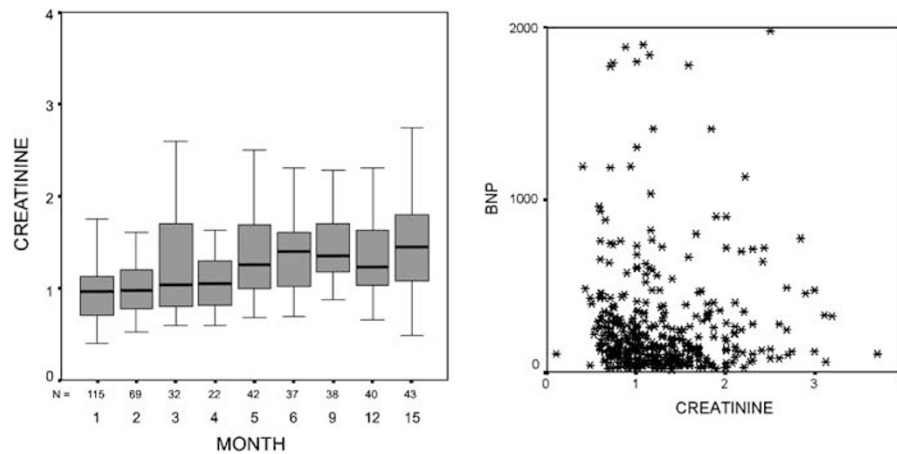 4
3
2
1
0
CREATININE
N = 115 69 32 22 42 37 38 40 43
1 2 3 4 5 6 9 12 15
MONTH
2000
1000
0
BNP
0 1 2 3
CREATININE